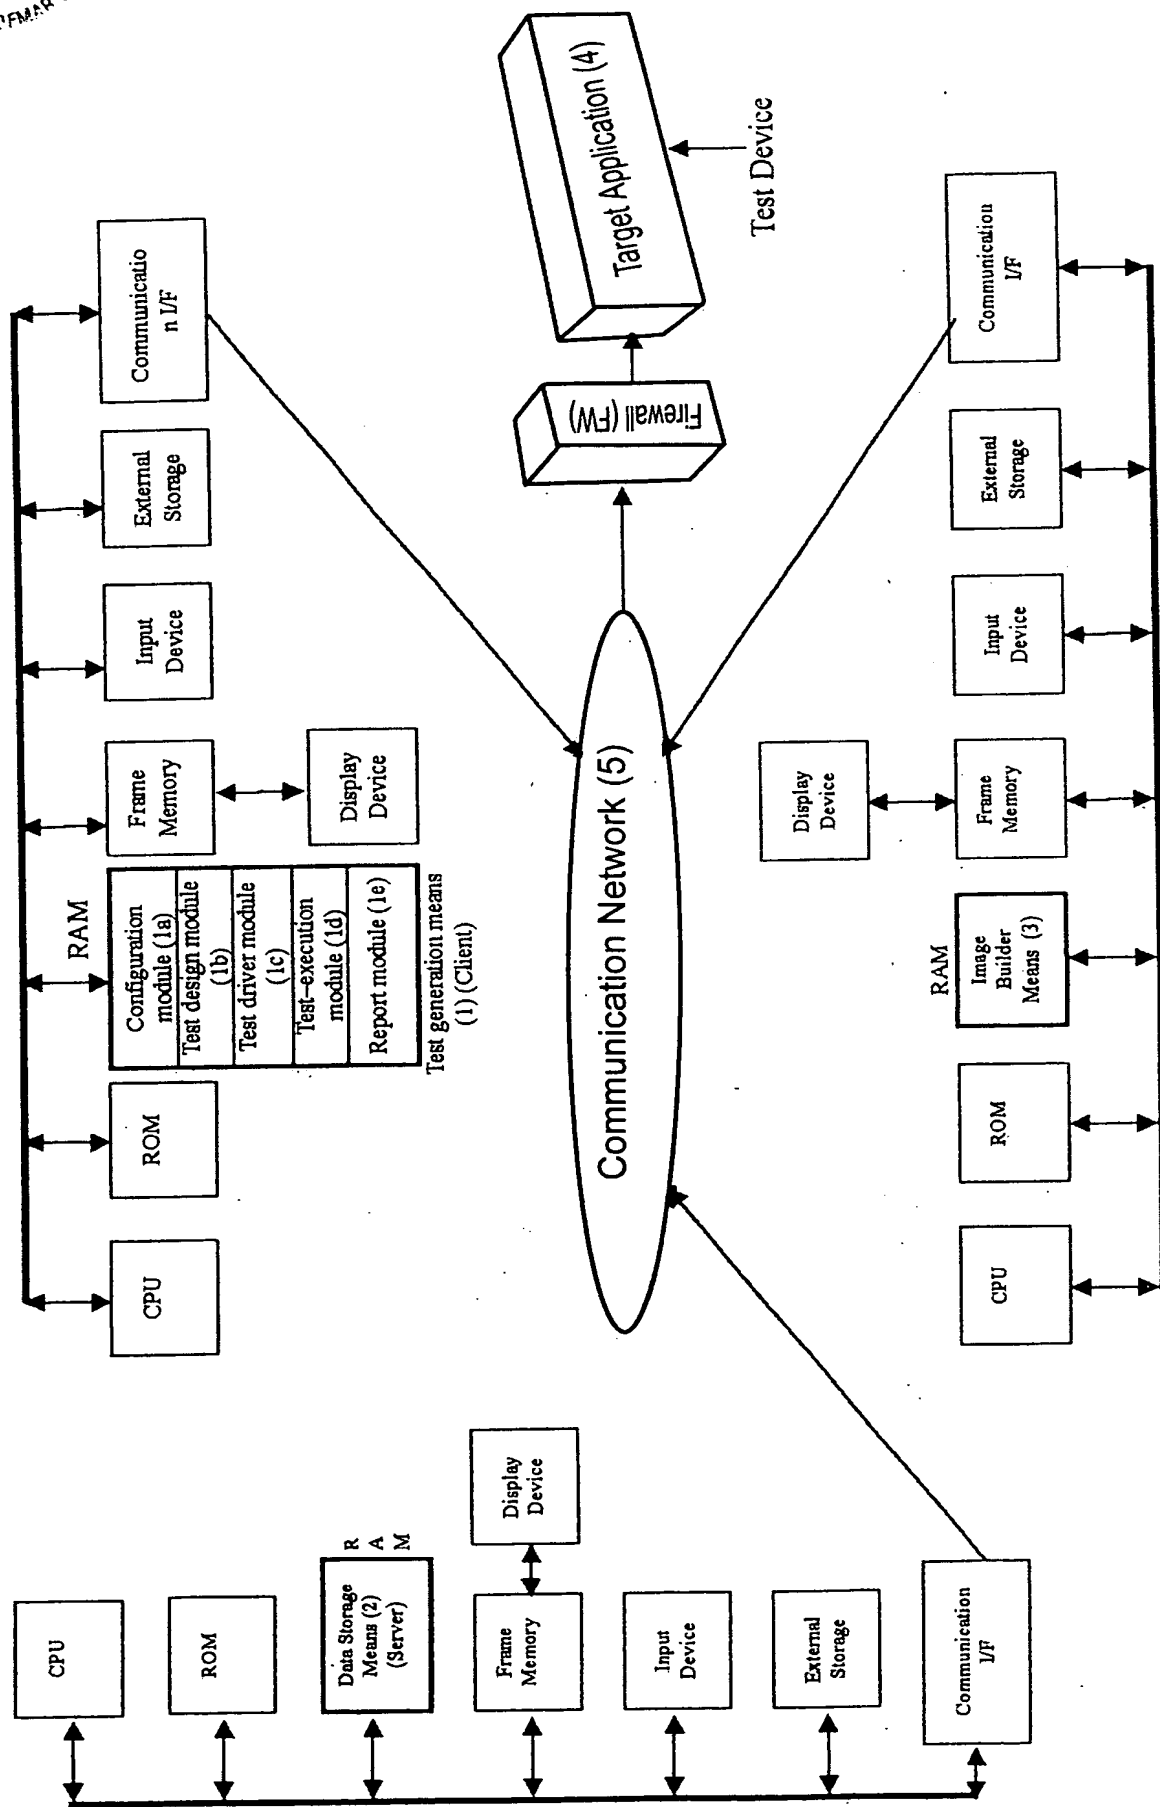 CPU
ROM
Data Storage
Means (2)
(Server)
R
A
M
Frame
Memory
Display
Device
Input
Device
External
Storage
Communication
I/F
CPU
ROM
RAM
Configuration
module (1a)
Test design module
(1b)
Test driver module
(1c)
Test-execution
module (1d)
Report module (1e)
Test generation means
(1) (Client)
Frame
Memory
Display
Device
Input
Device
External
Storage
Communicatio
n I/F
Communication Network (5)
Firewall (FW)
Target Application (4)
Test Device
CPU
ROM
RAM
Image
Builder
Means (3)
Frame
Memory
Display
Device
Input
Device
External
Storage
Communication
I/F